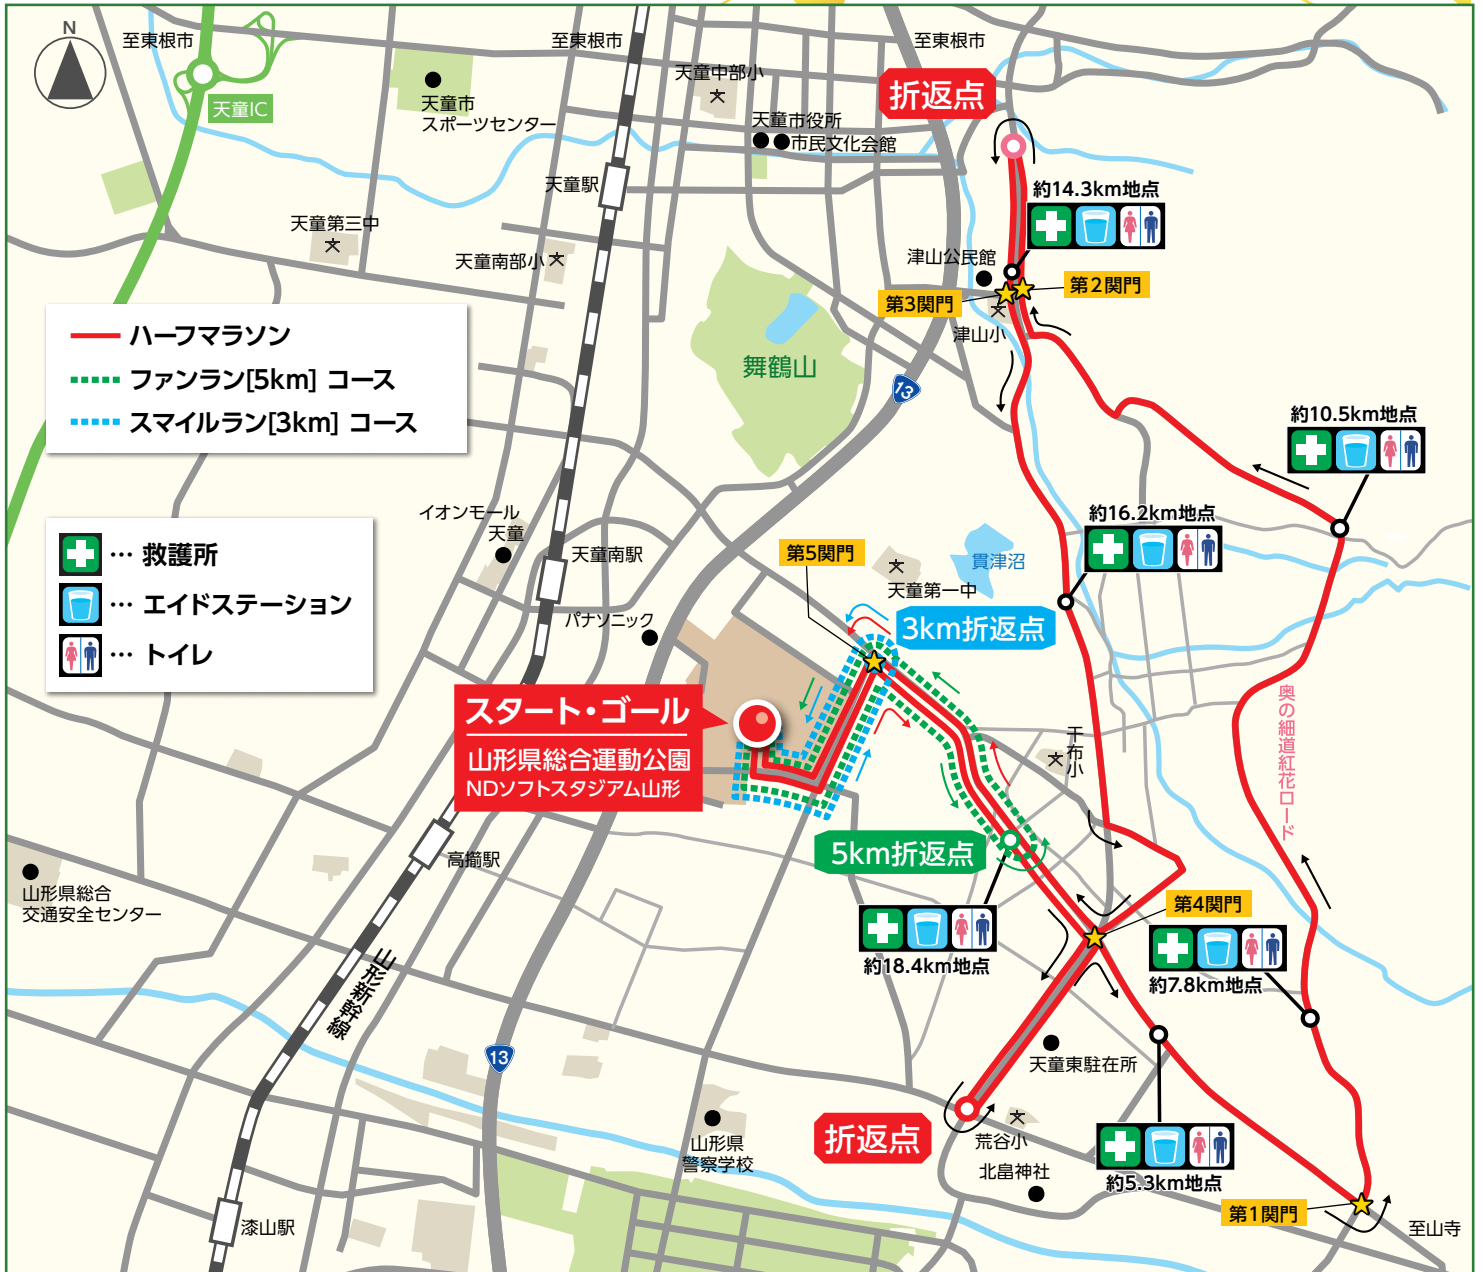 N
至東根市
至東根市
至東根市
天童IC
天童市
スポーツセンター
天童中部小
天童市役所
市民文化会館
折返点
天童駅
約14.3km地点
天童第三中
天童南部小
津山公民館
第2関門
第3関門
津山小
ハーフマラソン
ファンラン[5km] コース
スマイルラン[3km] コース
舞鶴山
13
約10.5km地点
イオンモール
天童
約16.2km地点
… 救護所
… エイドステーション
… トイレ
天童南駅
第5関門
天童第一中
貫津沼
パナソニック
3km折返点
スタート・ゴール
山形県総合運動公園
NDソフトスタジアム山形
干布小
奥の細道紅花ロード
5km折返点
高擶駅
山形県総合
交通安全センター
第4関門
約18.4km地点
約7.8km地点
山形新幹線
13
天童東駐在所
折返点
荒谷小
山形県
警察学校
北畠神社
約5.3km地点
第1関門
漆山駅
至山寺